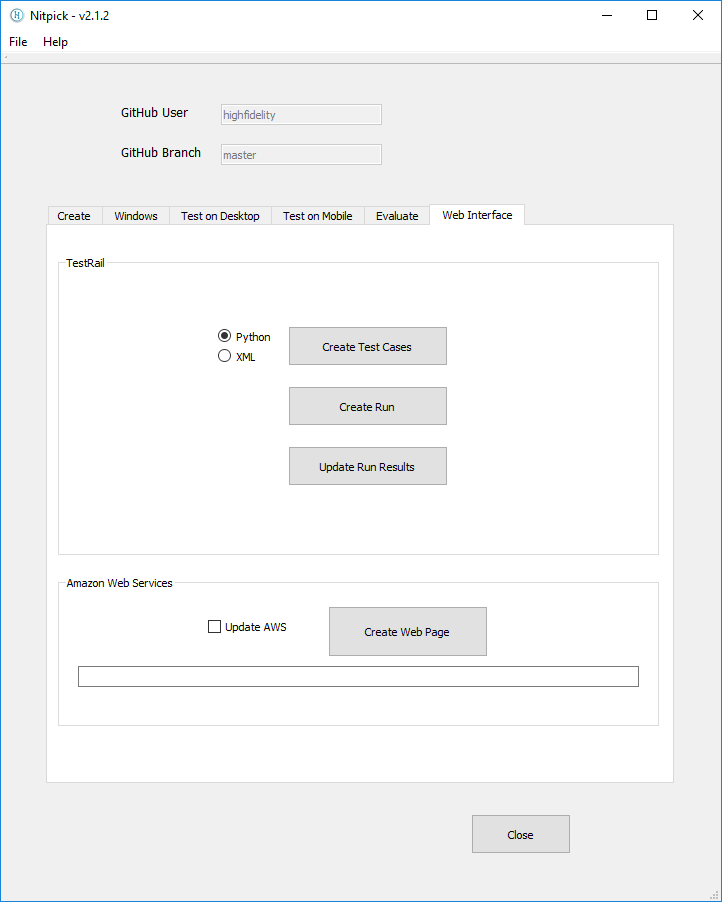 Nitpick - v2.1.2
File Help
GitHub User highfidelity
GitHub Branch master
Create Windows Test on Desktop Test on Mobile Evaluate Web Interface
TestRail
Python Create Test Cases
XML
Create Run
Update Run Results
Amazon Web Services
Update AWS Create Web Page
Close